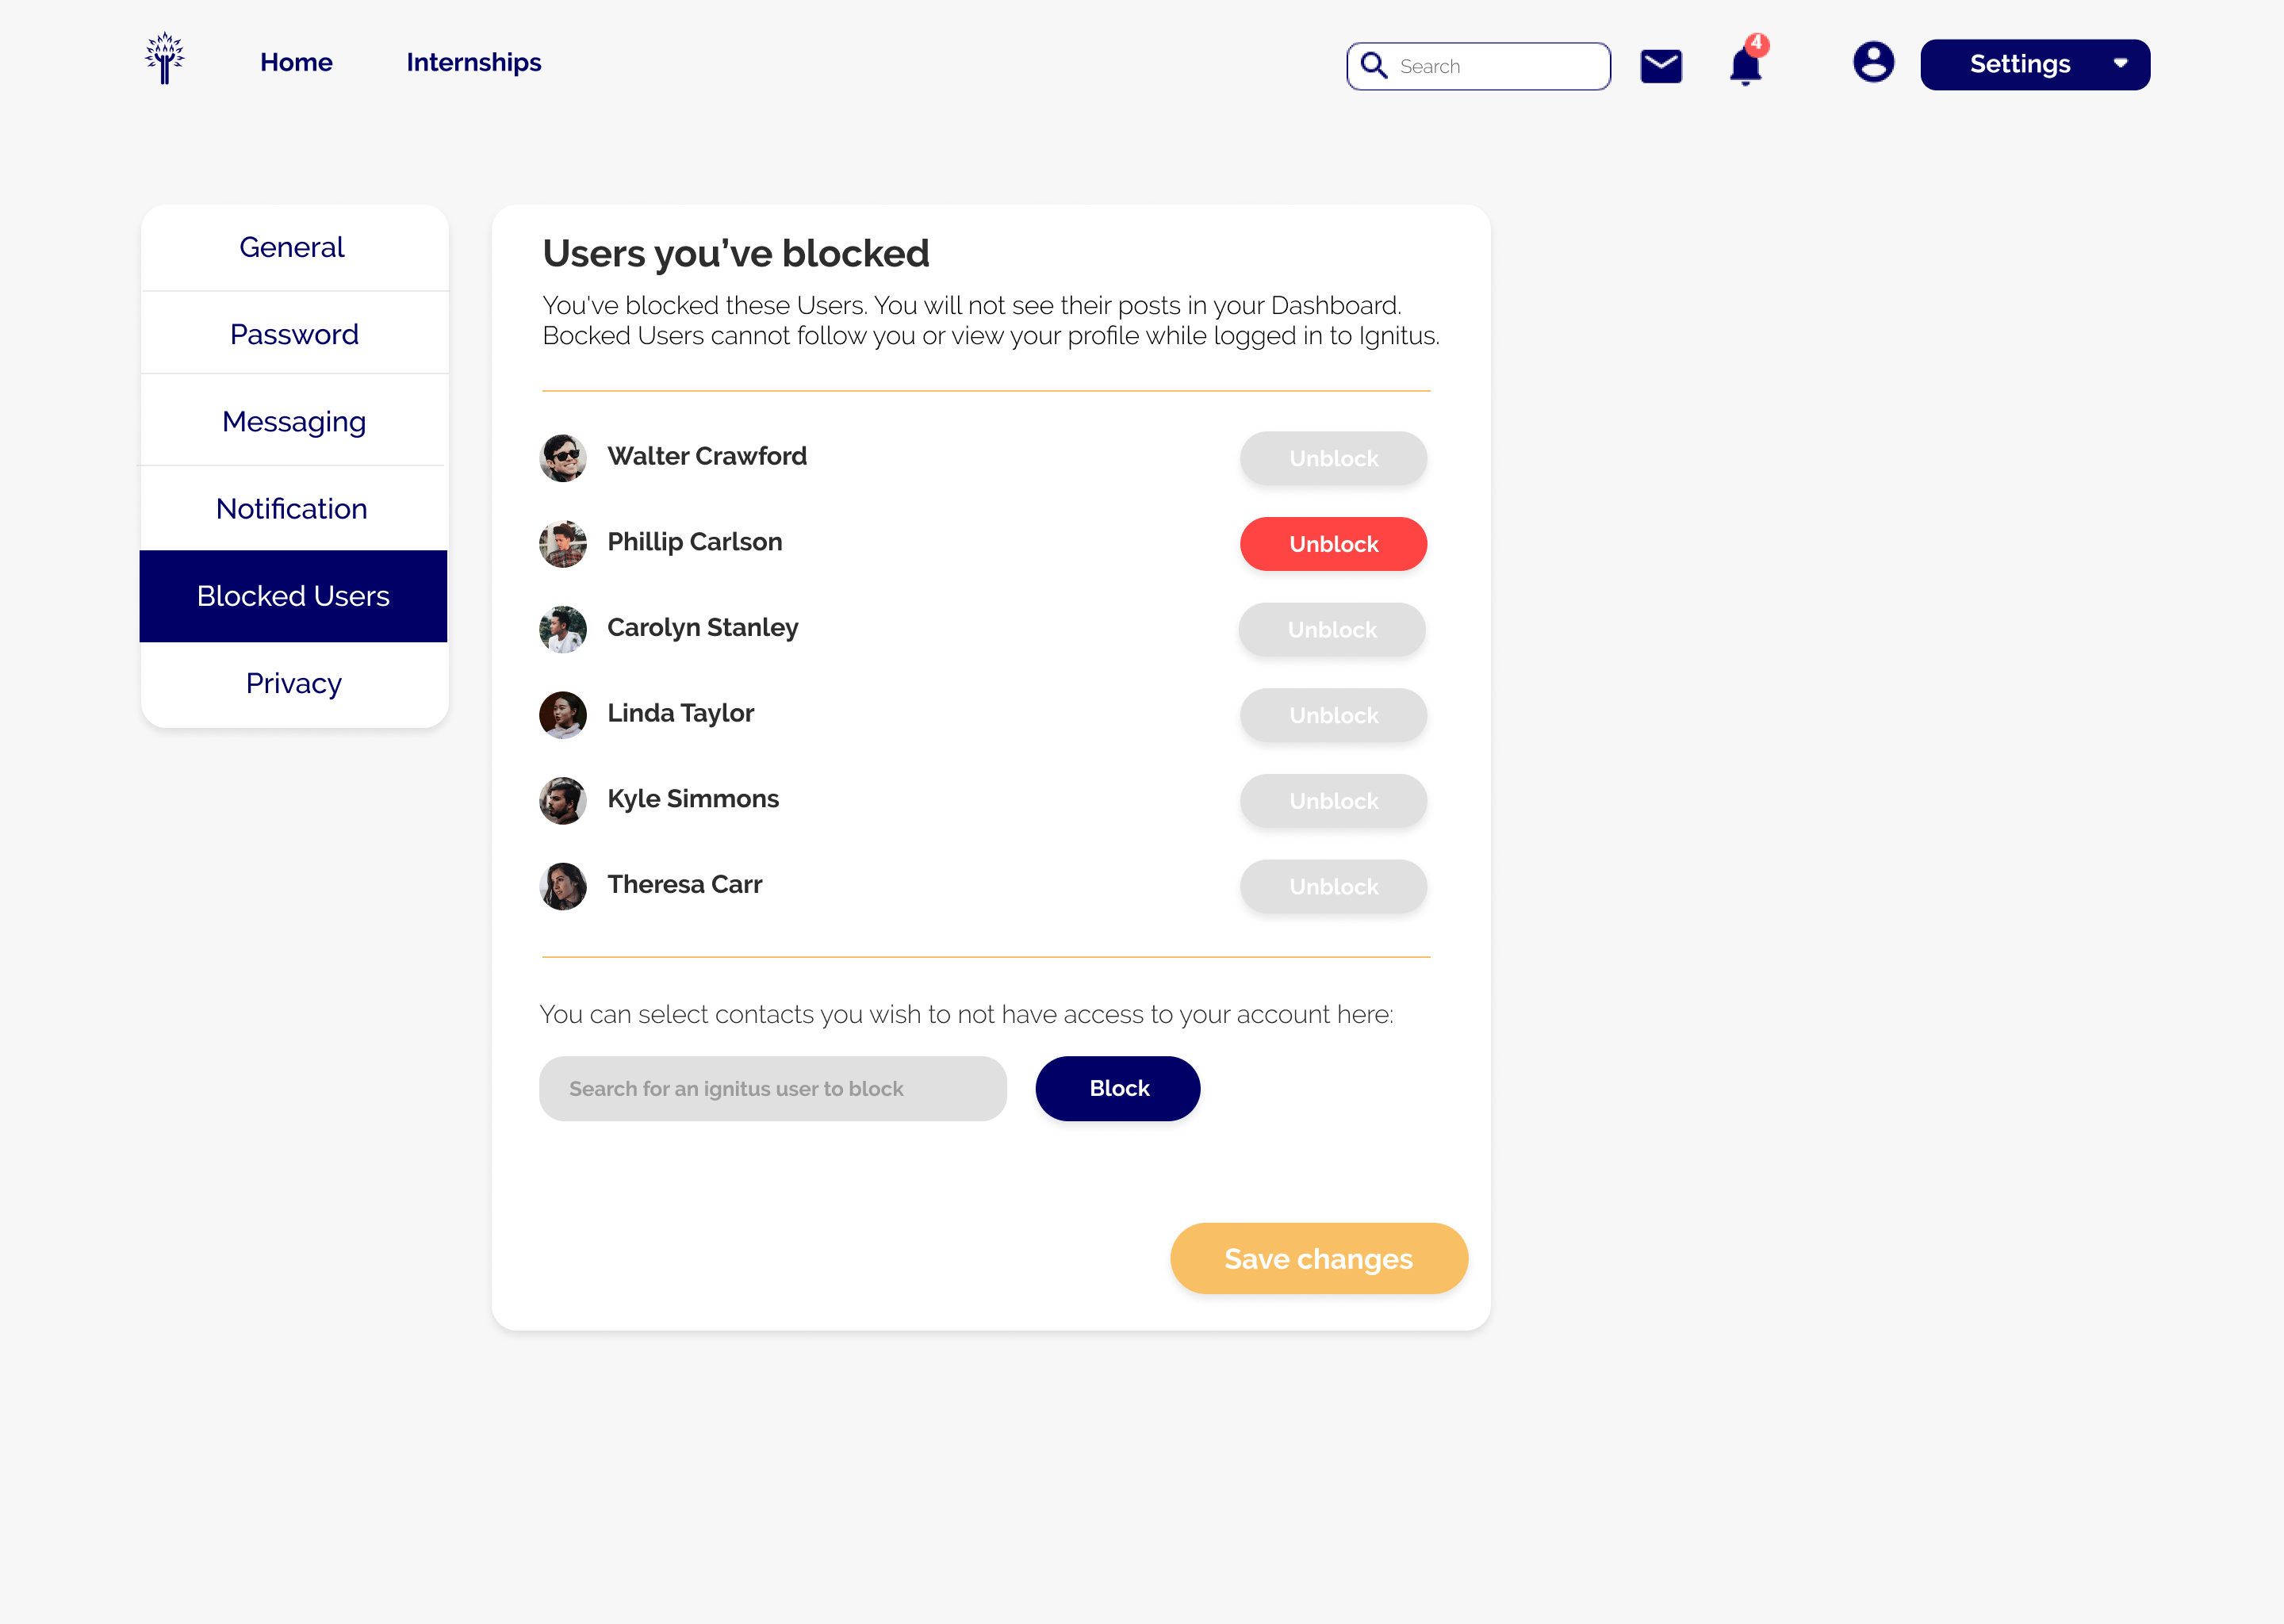 Home
Internships
Search
4
Settings
General
Password
Messaging
Notification
Blocked Users
Privacy
Users you’ve blocked
You've blocked these Users. You will not see their posts in your Dashboard.
Bocked Users cannot follow you or view your profile while logged in to Ignitus.
Walter Crawford
Unblock
Phillip Carlson
Unblock
Carolyn Stanley
Unblock
Linda Taylor
Unblock
Kyle Simmons
Unblock
Theresa Carr
Unblock
You can select contacts you wish to not have access to your account here:
Search for an ignitus user to block
Block
Save changes